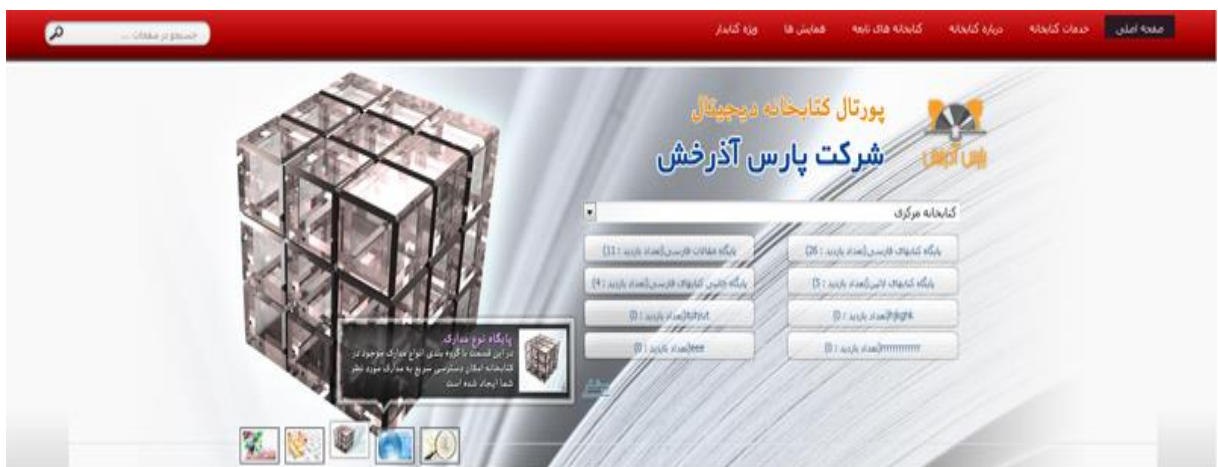 صفحه اصلی
خدمات کتابخانه
درباره کتابخانه
کتابخانه های تابعه
همایش ها
ویژه کتابدار
جستجو در صفحات ...
پورتال کتابخانه دیجیتال
شرکت پارس آذرخش
پارس آذرخش
کتابخانه مرکزی
پایگاه کتابهای فارسی(تعداد بازدید : 26)
پایگاه مقالات فارسی(تعداد بازدید : 11)
پایگاه کتابهای لاتین(تعداد بازدید : 5)
پایگاه جانبی کتابهای فارسی(تعداد بازدید : 4)
(تعداد بازدید : 0)
(تعداد بازدید : 0)
(تعداد بازدید : 0)
eee(تعداد بازدید : 0)
پایگاه نوع مدارک
در این قسمت با گروه بندی انواع مدارک موجود در
کتابخانه امکان دسترسی سریع به مدارک مورد نظر
شما ایجاد شده است